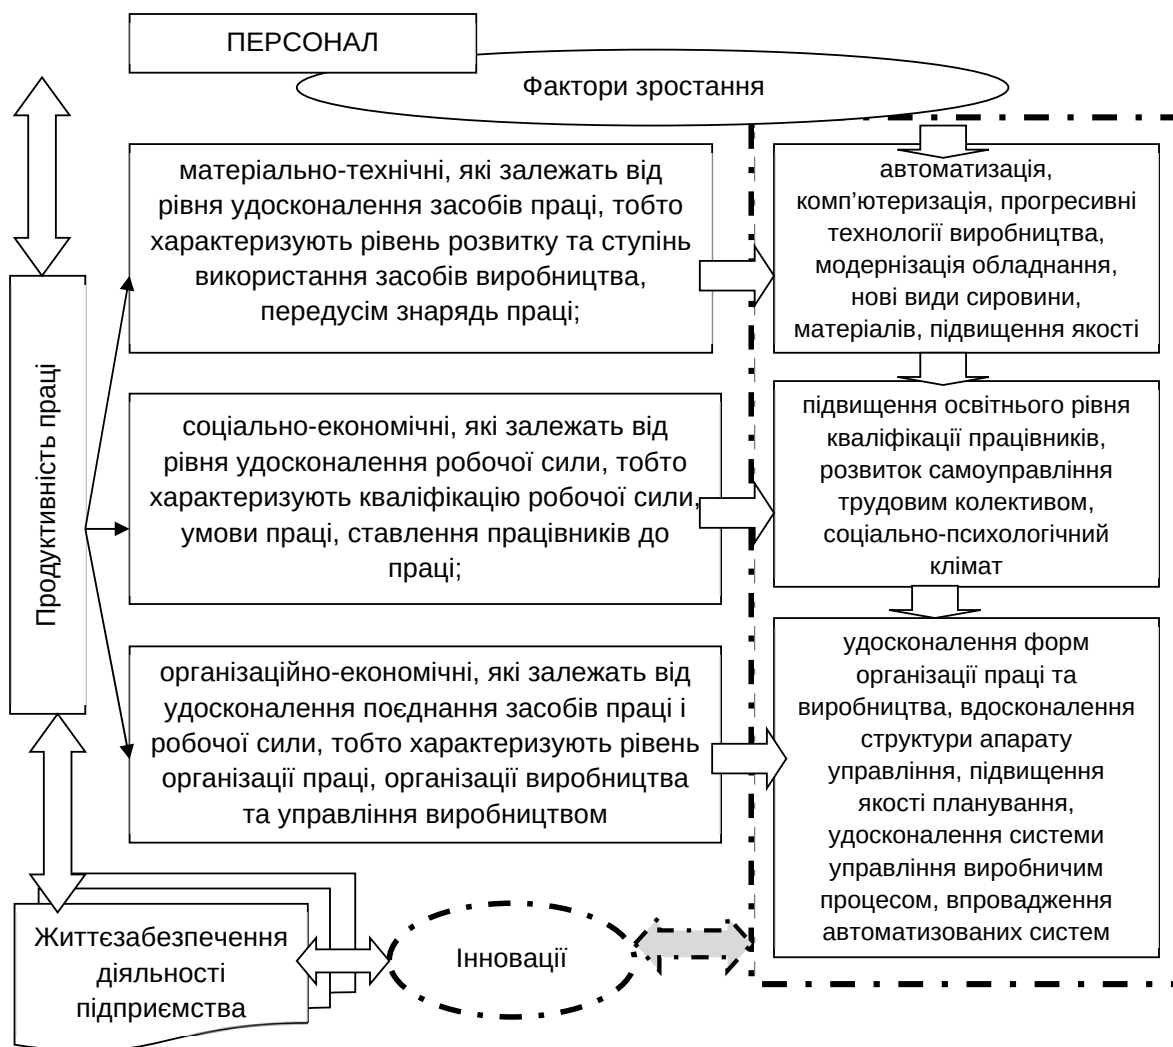 ПЕРСОНАЛ
Фактори зростання
Продуктивність праці
матеріально-технічні, які залежать від
рівня удосконалення засобів праці, тобто
характеризують рівень розвитку та ступінь
використання засобів виробництва,
передусім знарядь праці;
автоматизація,
комп’ютеризація, прогресивні
технології виробництва,
модернізація обладнання,
нові види сировини,
матеріалів, підвищення якості
соціально-економічні, які залежать від
рівня удосконалення робочої сили, тобто
характеризують кваліфікацію робочої сили,
умови праці, ставлення працівників до
праці;
підвищення освітнього рівня
кваліфікації працівників,
розвиток самоуправління
трудовим колективом,
соціально-психологічний
клімат
організаційно-економічні, які залежать від
удосконалення поєднання засобів праці і
робочої сили, тобто характеризують рівень
організації праці, організації виробництва
та управління виробництвом
удосконалення форм
організації праці та
виробництва, вдосконалення
структури апарату
управління, підвищення
якості планування,
удосконалення системи
управління виробничим
процесом, впровадження
автоматизованих систем
Життєзабезпечення
діяльності
підприємства
Інновації